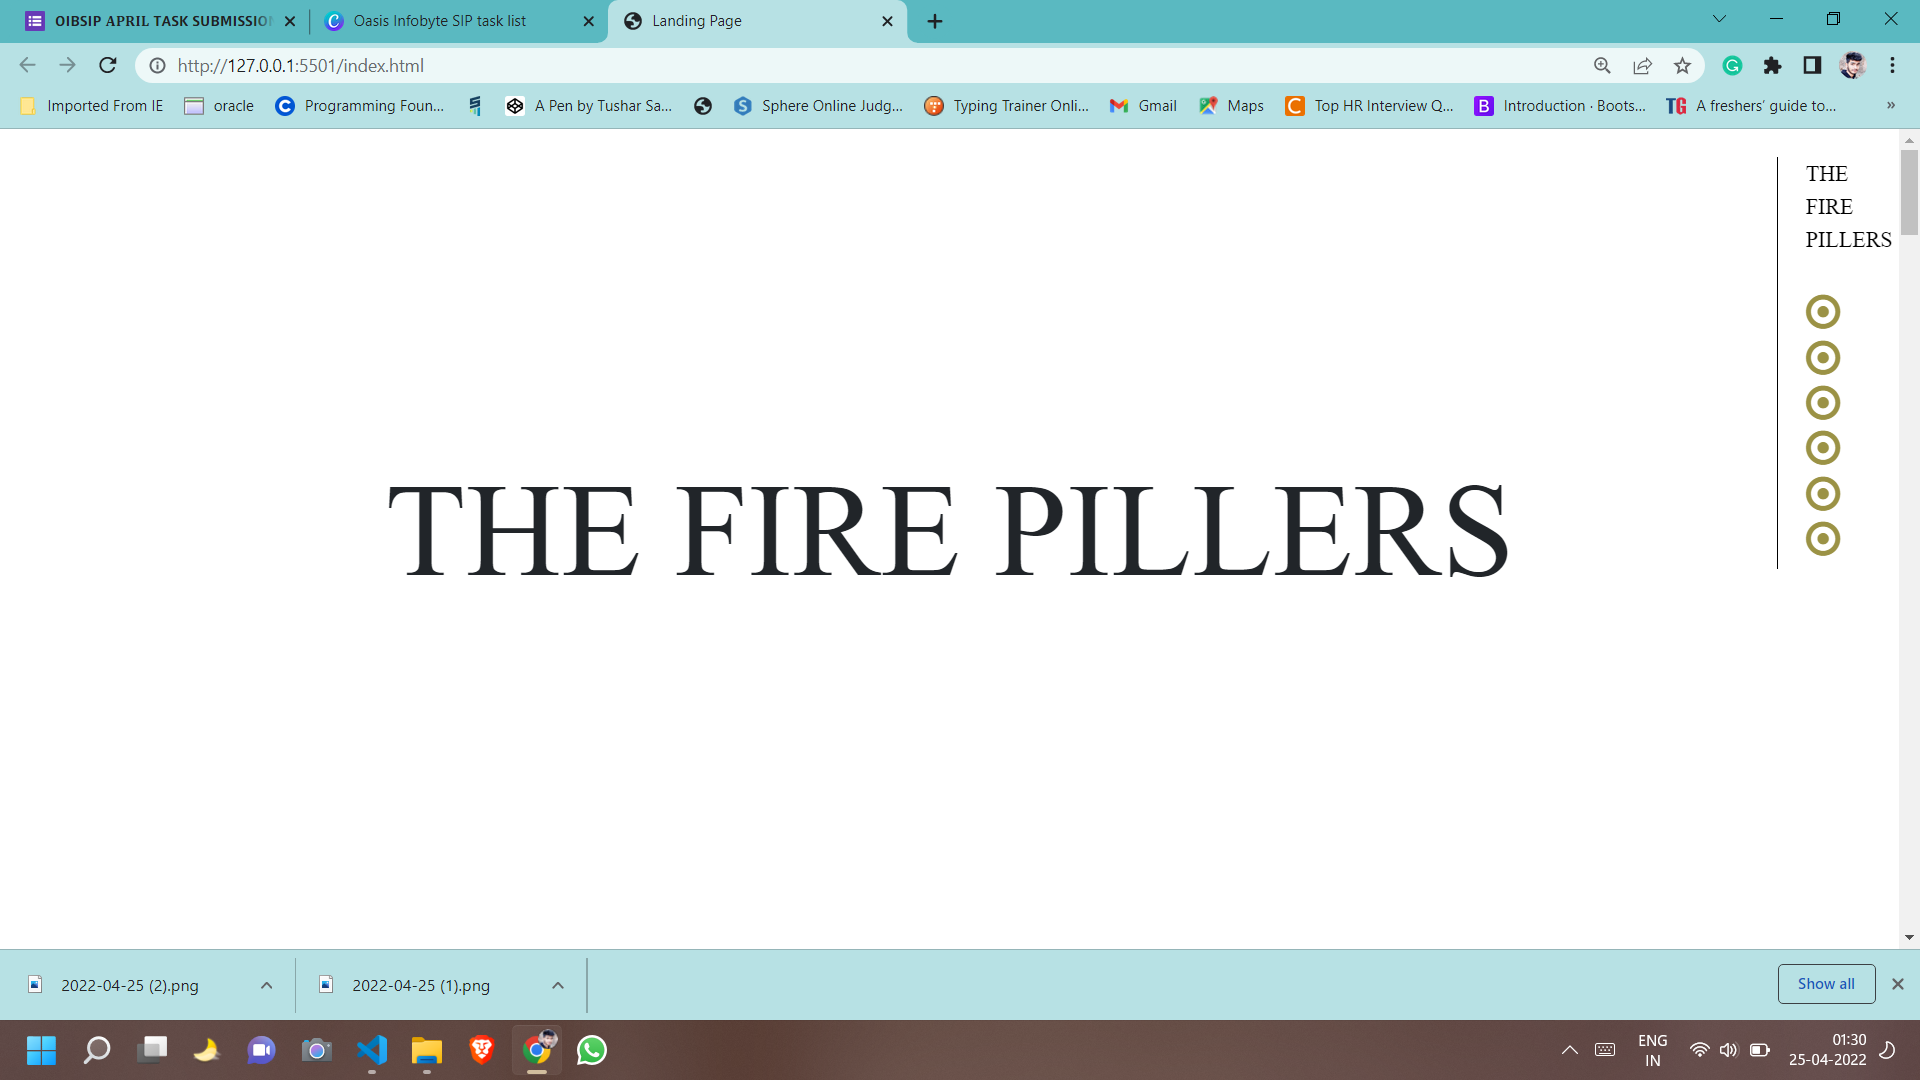 OIBSIP APRIL TASK SUBMISSION
Oasis Infobyte SIP task list
Landing Page
http://127.0.0.1:5501/index.html
Imported From IE
oracle
Programming Foun...
A Pen by Tushar Sa...
Sphere Online Judg...
Typing Trainer Onli...
Gmail
Maps
Top HR Interview Q...
Introduction · Boots...
A freshers' guide to...
»
THE
FIRE
PILLERS
THE FIRE PILLERS
2022-04-25 (2).png
2022-04-25 (1).png
Show all
ENG
IN
01:30
25-04-2022